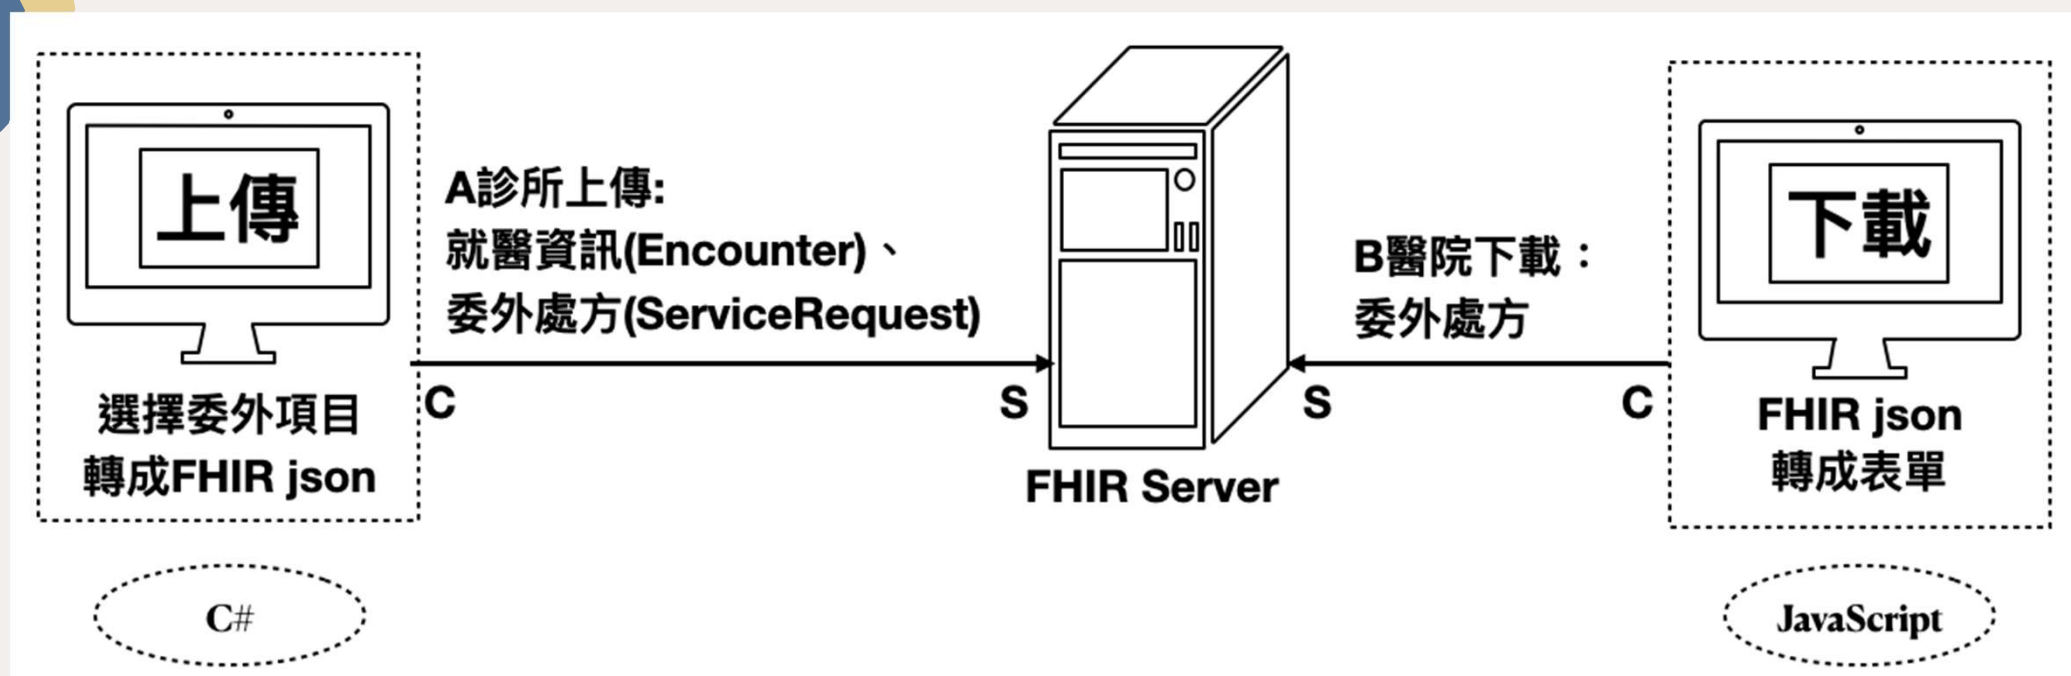 上傳
選擇委外項目
轉成FHIR json
C#
A診所上傳:
就醫資訊(Encounter)、
委外處方(ServiceRequest)
C
S
FHIR Server
B醫院下載：
委外處方
S
C
下載
FHIR json
轉成表單
JavaScript